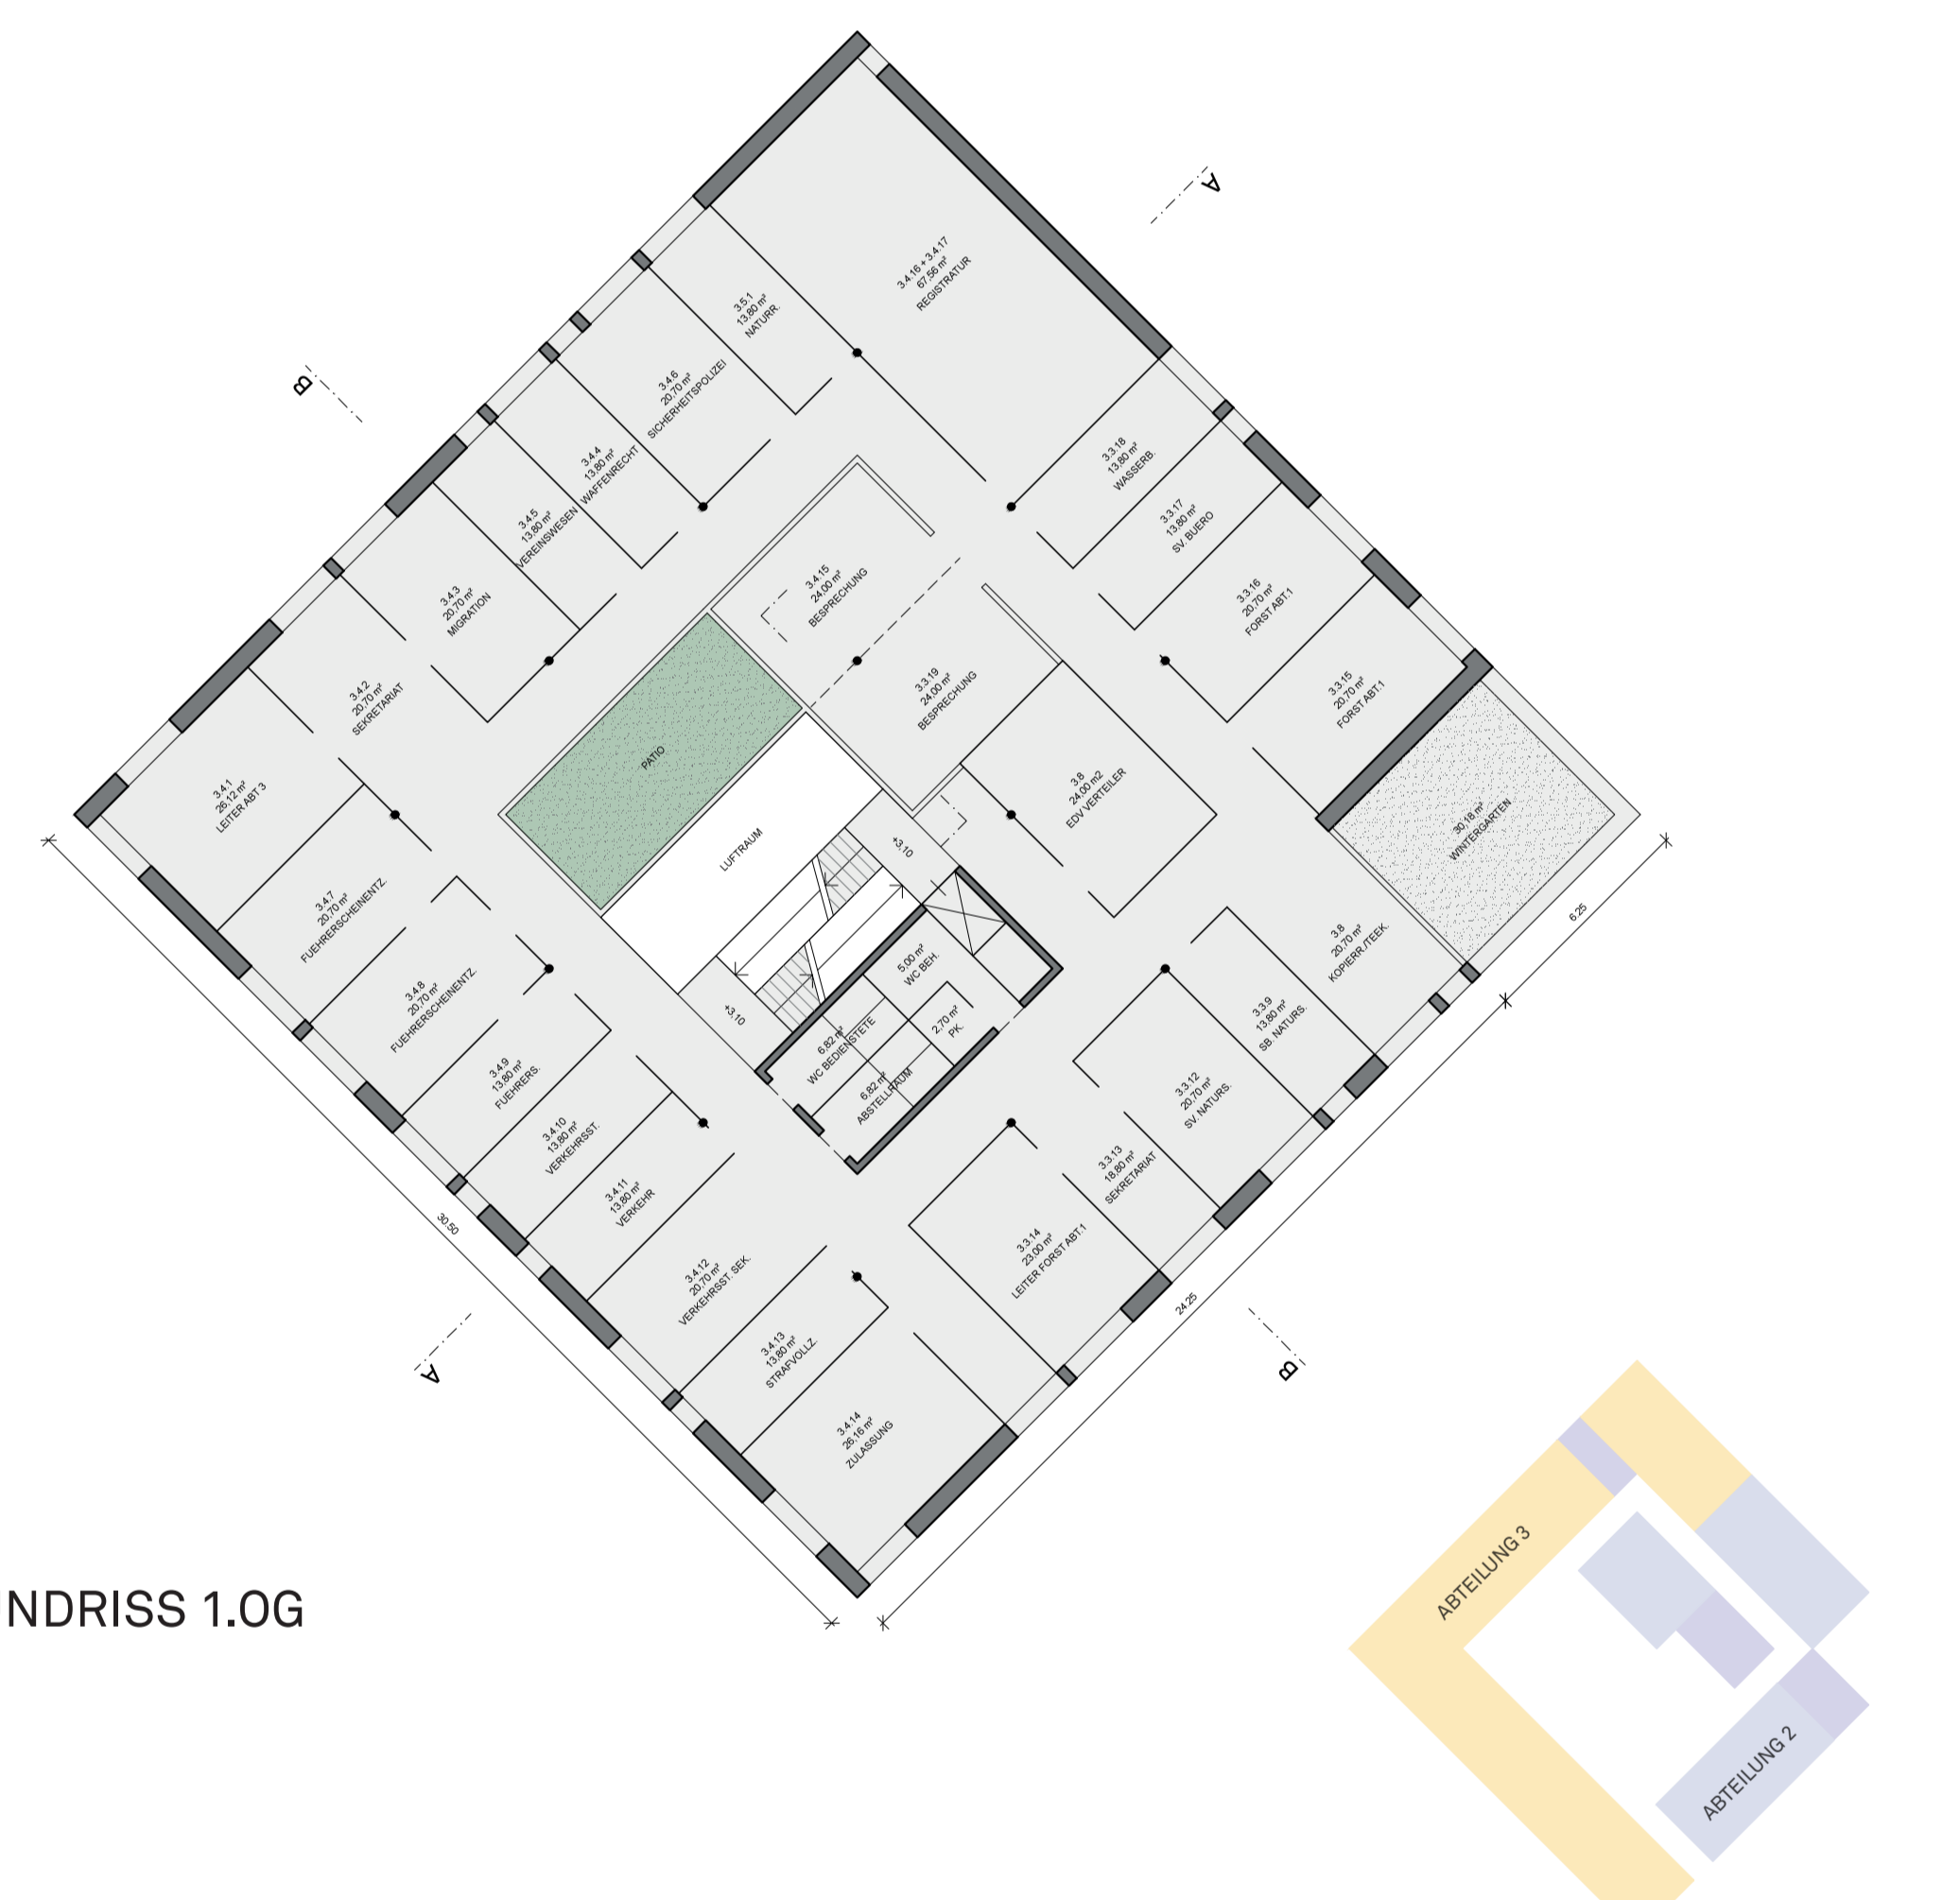 A
3.4.16 + 3.4.17
67,56 m²
REGISTRATUR
3.5.1
13,80 m²
NATURR.
B
3.4.6
20,70 m²
SICHERHEITSPOLIZEI
3.4.4
13,80 m²
WAFFENRECHT
3.4.5
13,80 m²
VEREINSWESEN
3.4.3
20,70 m²
MIGRATION
3.4.2
20,70 m²
SEKRETARIAT
3.4.1
26,12 m²
LEITER ABT 3
3.3.18
13,80 m²
WASSERB.
3.3.17
13,80 m²
SV. BUERO
3.3.16
20,70 m²
FORST ABT.1
3.3.15
20,70 m²
FORST ABT.1
3.4.15
24,00 m²
BESPRECHUNG
3.3.19
24,00 m²
BESPRECHUNG
PATIO
LUFTRAUM
3.8
24,00 m2
EDV VERTEILER
30,18 m²
WINTERGARTEN
+3,10
+3,10
3.4.7
20,70 m²
FUEHRERSCHEINENTZ.
3.4.8
20,70 m²
FUEHRERSCHEINENTZ.
3.4.9
13,80 m²
FUEHRERS.
3.4.10
13,80 m²
VERKEHRSST.
3.4.11
13,80 m²
VERKEHR
3.4.12
20,70 m²
VERKEHRSST. SEK.
3.4.13
13,80 m²
STRAFVOLLZ.
3.4.14
26,16 m²
ZULASSUNG
5,00 m²
WC BEH.
2,70 m²
PK.
6,82 m²
WC BEDIENSTETE
6,82 m²
ABSTELLRAUM
3.8
20,70 m²
KOPIERR./TEEK.
3.3.9
13,80 m²
SB. NATURS.
3.3.12
20,70 m²
SV. NATURS.
3.3.13
18,80 m²
SEKRETARIAT
3.3.14
23,00 m²
LEITER FORST ABT.1
6.25
30.50
24.25
A
B
NDRISS 1.OG
ABTEILUNG 3
ABTEILUNG 2